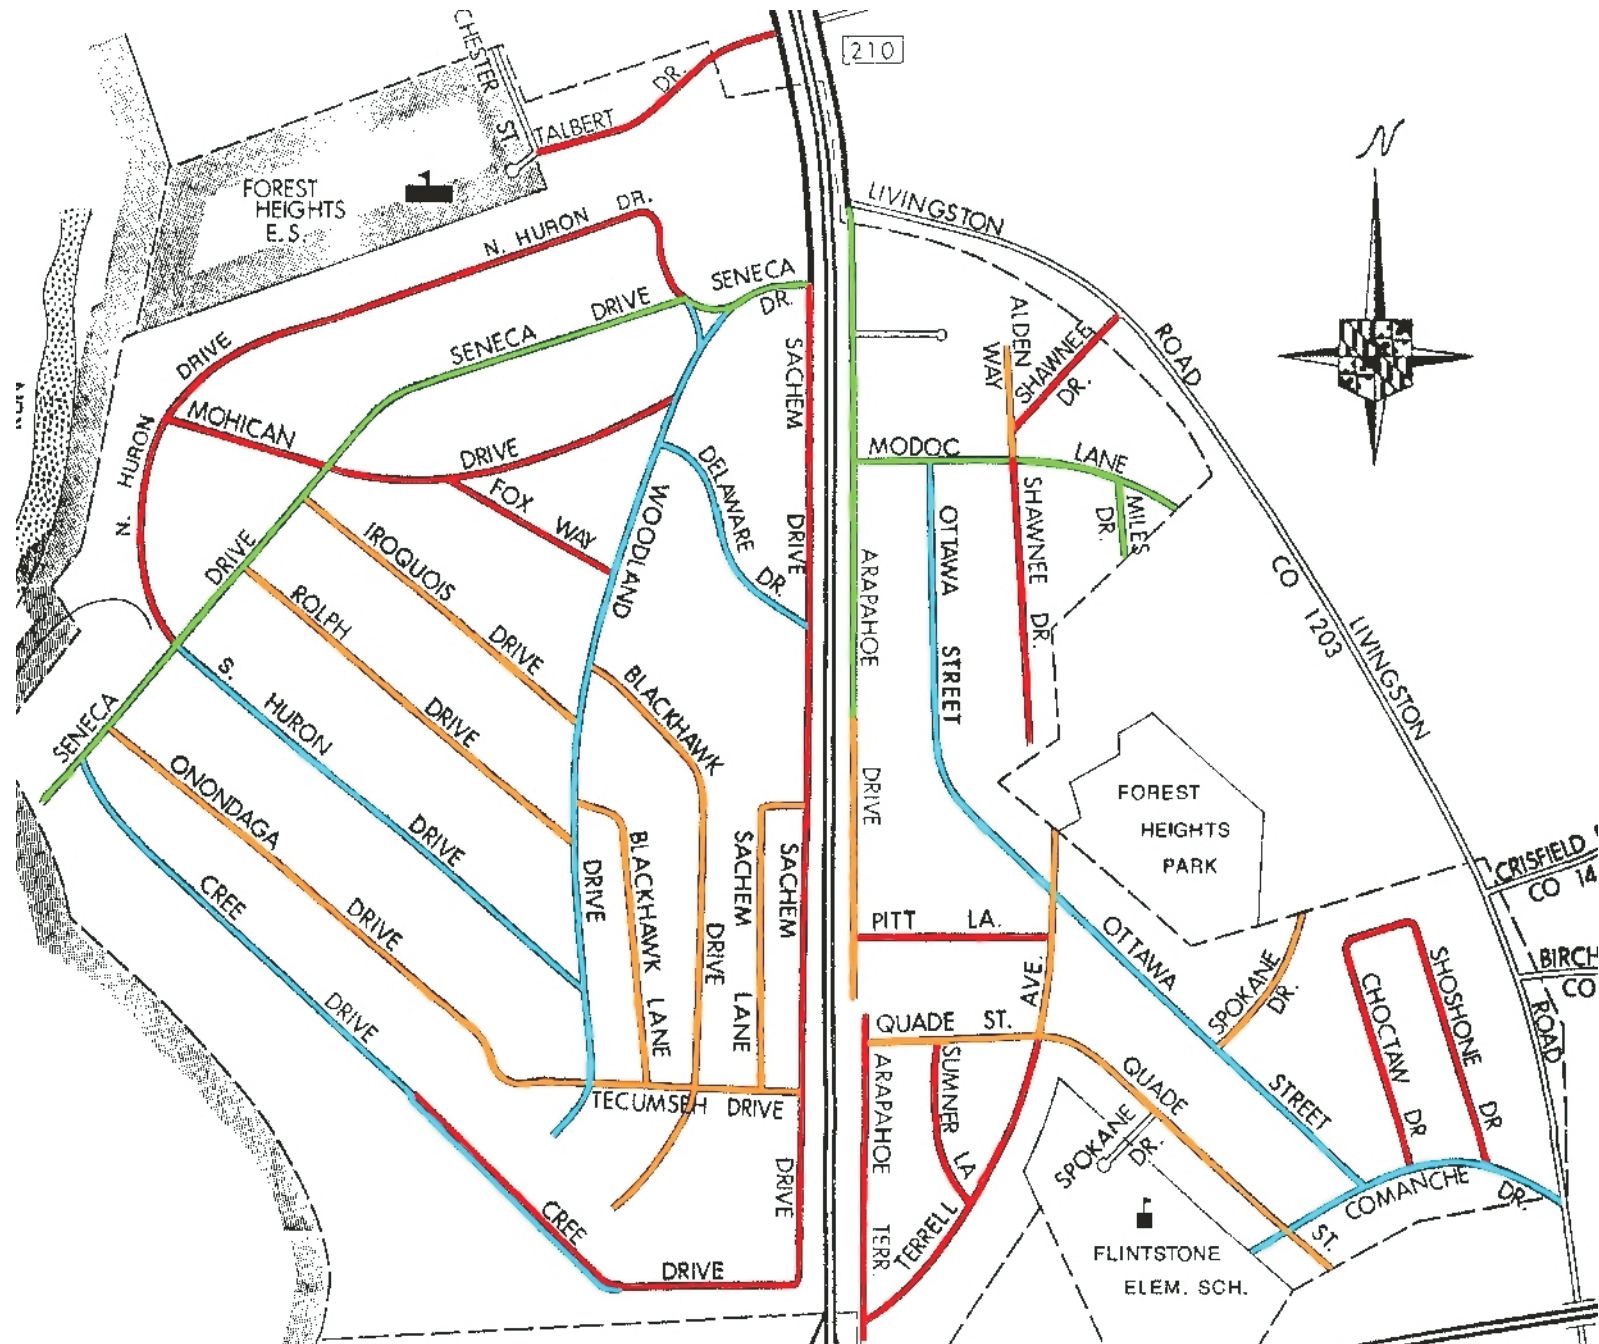 CHESTER ST.
210
TALBERT DR.
FOREST
HEIGHTS
E.S.
N. HURON DR.
LIVINGSTON ROAD
SENECA DR.
SENECA DRIVE
N HURON DRIVE
MOHICAN DRIVE
FOX WAY
DELAWARE DR.
WOODLAND DRIVE
SACHEM DRIVE
ALDEN
WAY
SHAWNEE
DR.
MODOC LANE
MILES
DR.
SHAWNEE DR.
OTTAWA STREET
ARAPAHOE DRIVE
CO 1203
LIVINGSTON
IROQUOIS DRIVE
ROLPH DRIVE
DRIVE
BLACKHAWK DRIVE
S. HURON DRIVE
SENECA
ONONDAGA DRIVE
CREE DRIVE
BLACKHAWK LANE
SACHEM LANE
SACHEM DRIVE
FOREST
HEIGHTS
PARK
CRISFIELD
CO 14
PITT LA.
AVE.
OTTAWA STREET
SPOKANE
DR.
CHOCTAW DR
SHOSHONE DR
BIRCH
CO
ROAD
QUADE ST.
SUMNER LA.
ARAPAHOE TERR.
TERRELL
QUADE ST.
SPOKANE
DR.
TECUMSEH DRIVE
COMANCHE DR.
CREE DRIVE
FLINTSTONE
ELEM. SCH.
N